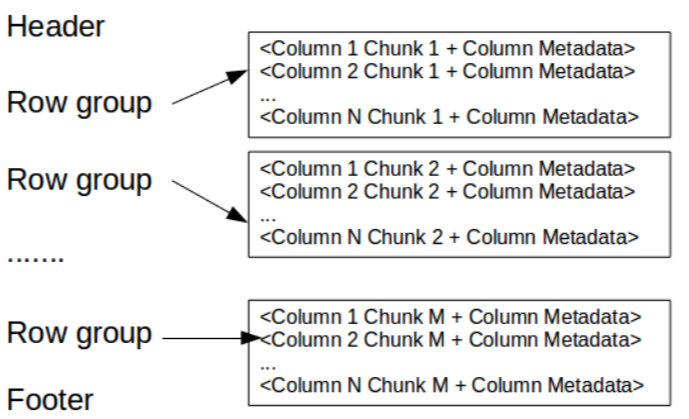 Header
Row group
<Column 1 Chunk 1 + Column Metadata>
<Column 2 Chunk 1 + Column Metadata>
...
<Column N Chunk 1 + Column Metadata>
Row group
<Column 1 Chunk 2 + Column Metadata>
<Column 2 Chunk 2 + Column Metadata>
...
<Column N Chunk 2 + Column Metadata>
.......
Row group
<Column 1 Chunk M + Column Metadata>
<Column 2 Chunk M + Column Metadata>
...
<Column N Chunk M + Column Metadata>
Footer